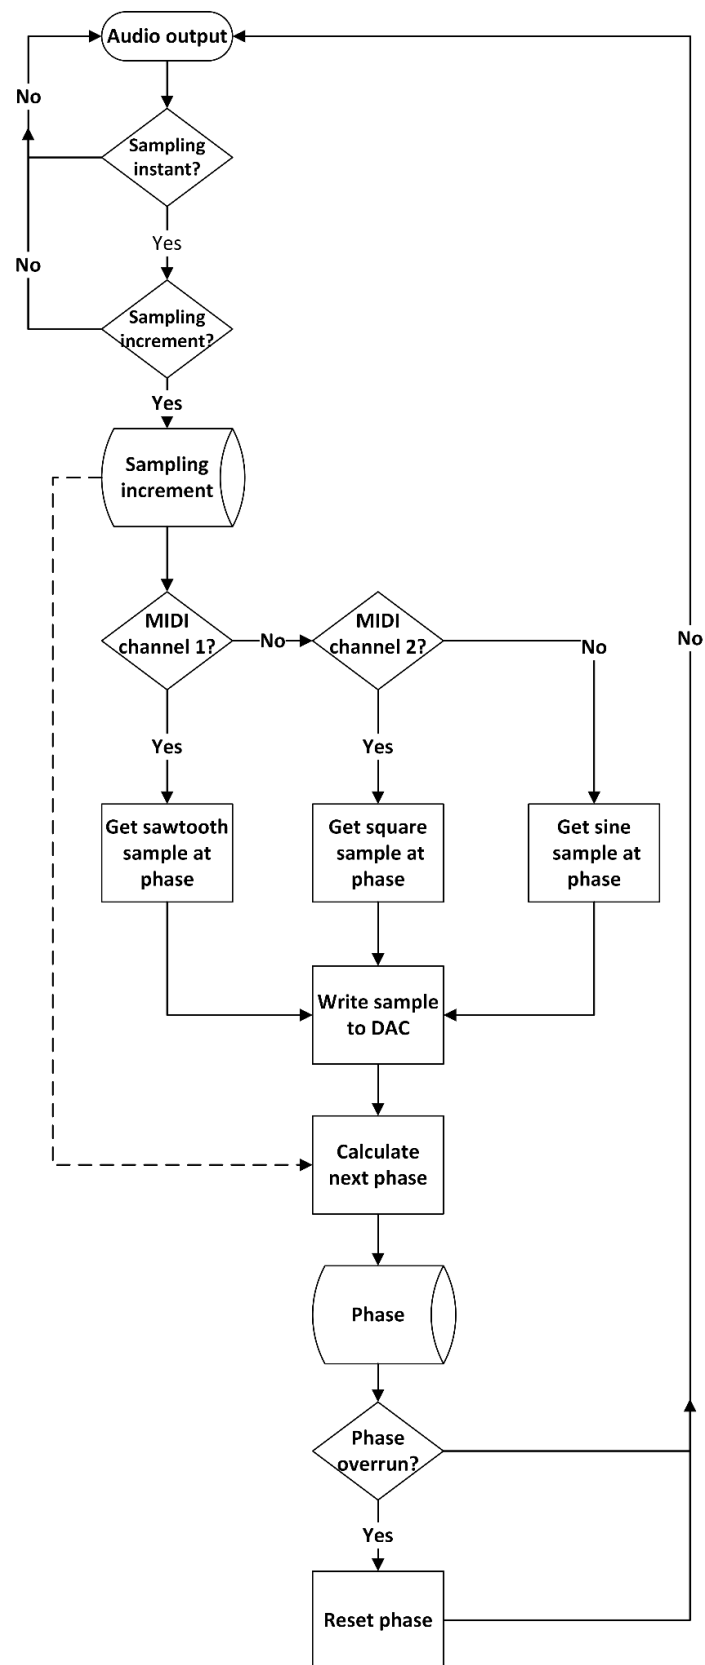 Audio output
No
Sampling
instant?
Yes
No
Sampling
increment?
Yes
Sampling
increment
MIDI
channel 1?
No
MIDI
channel 2?
No
No
Yes
Yes
Get sawtooth
sample at
phase
Get square
sample at
phase
Get sine
sample at
phase
Write sample
to DAC
Calculate
next phase
Phase
Phase
overrun?
Yes
Reset phase